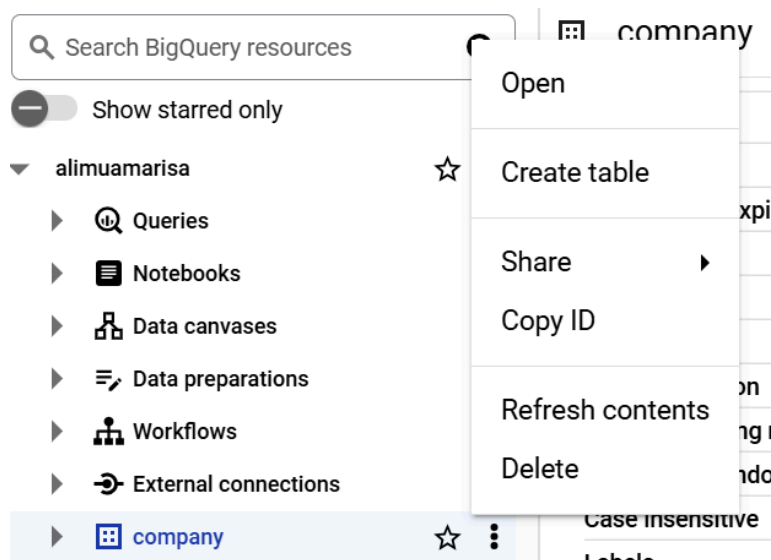 Search BigQuery resources
company
Show starred only
alimuamarisa
Queries
Notebooks
Data canvases
Data preparations
Workflows
External connections
company
Open
Create table
Share
Copy ID
Refresh contents
Delete
Case Insensitive